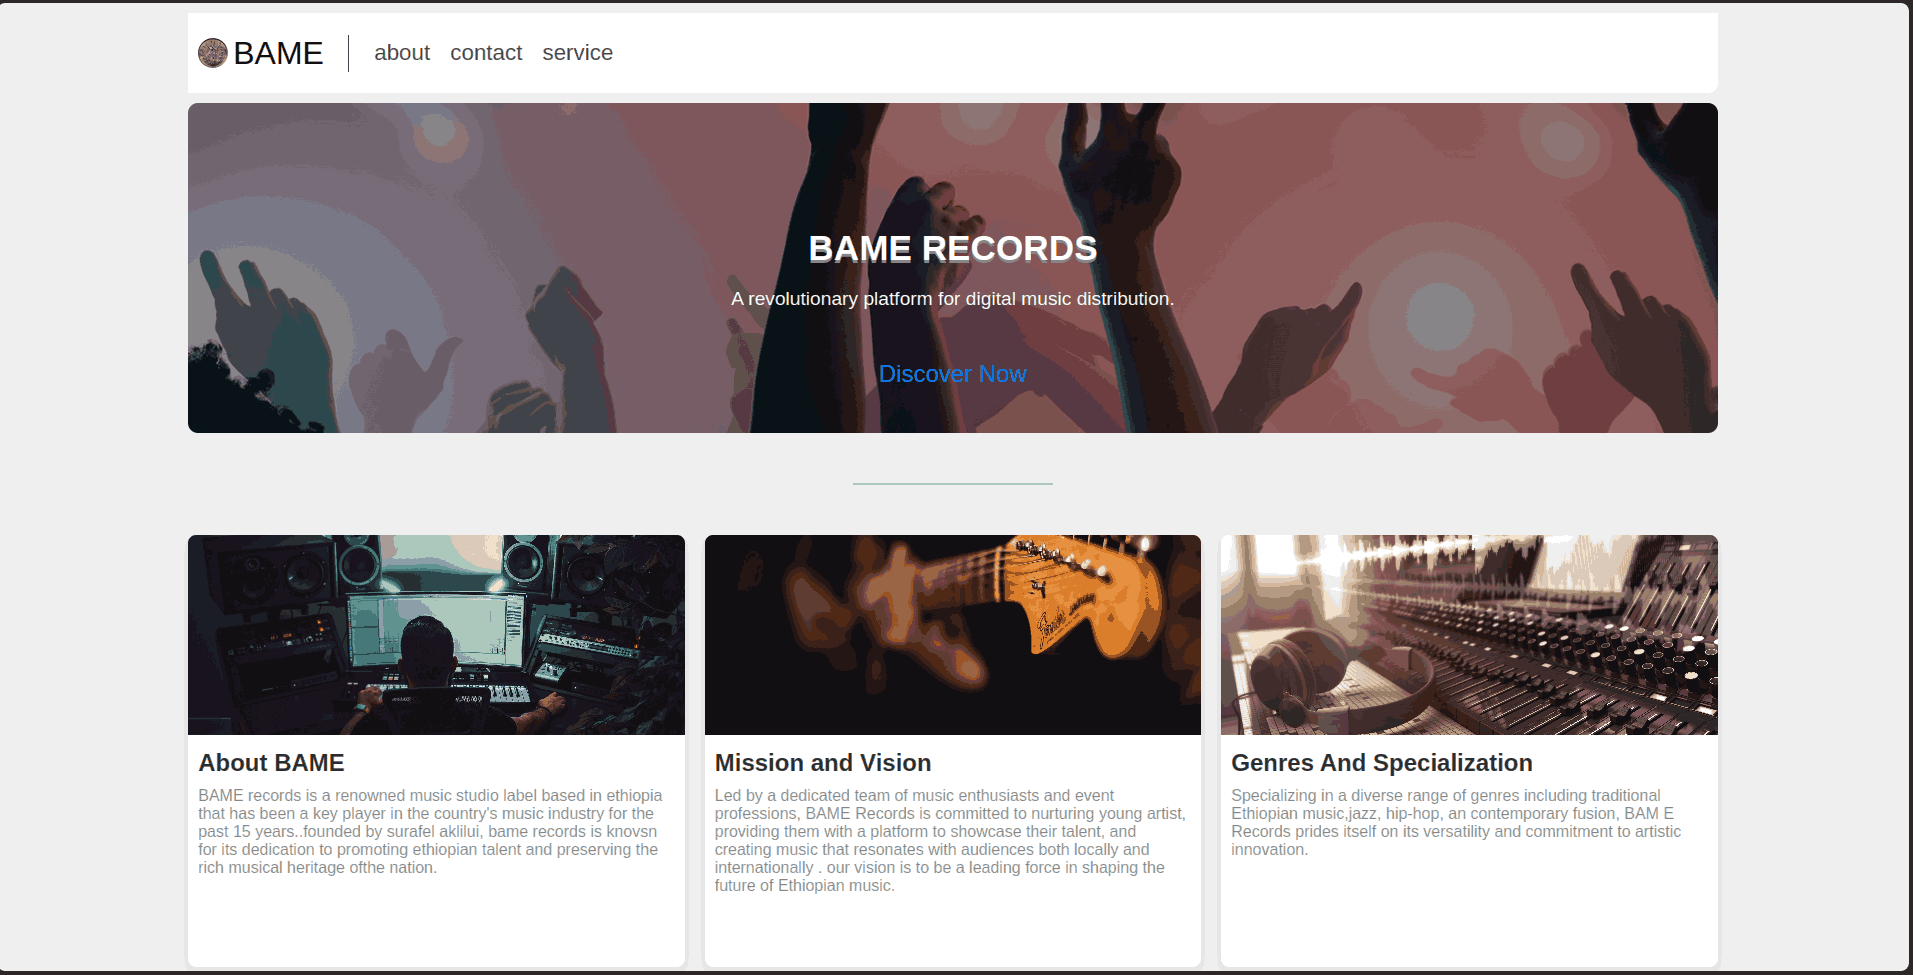 BAME
about contact service
BAME RECORDS
A revolutionary platform for digital music distribution.
Discover Now
About BAME
BAME records is a renowned music studio label based in ethiopia
that has been a key player in the country's music industry for the
past 15 years..founded by surafel aklilui, bame records is knovsn
for its dedication to promoting ethiopian talent and preserving the
rich musical heritage ofthe nation.
Mission and Vision
Led by a dedicated team of music enthusiasts and event
professions, BAME Records is committed to nurturing young artist,
providing them with a platform to showcase their talent, and
creating music that resonates with audiences both locally and
internationally . our vision is to be a leading force in shaping the
future of Ethiopian music.
Genres And Specialization
Specializing in a diverse range of genres including traditional
Ethiopian music,jazz, hip-hop, an contemporary fusion, BAM E
Records prides itself on its versatility and commitment to artistic
innovation.